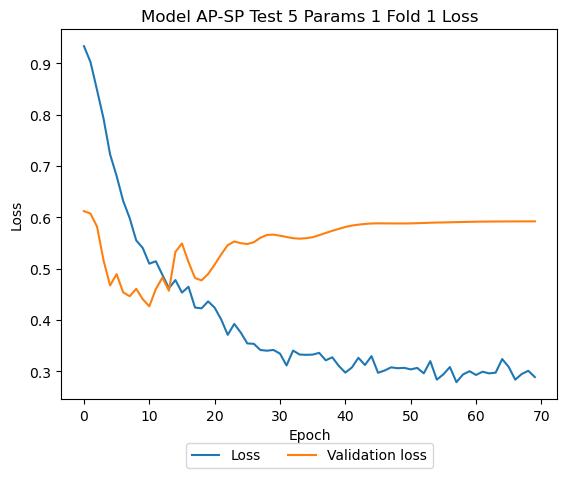 Model AP-SP Test 5 Params 1 Fold 1 Loss
Loss
0.9
0.8
0.7
0.6
0.5
0.4
0.3
0 10 20 30 40 50 60 70
Epoch
Loss Validation loss